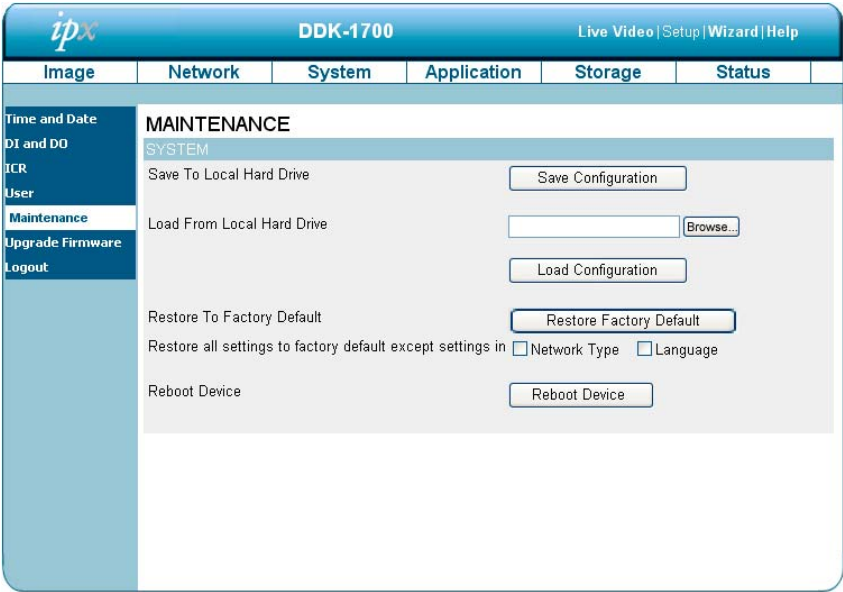 ipx DDK-1700 Live Video|Setup|Wizard|Help
Image Network System Application Storage Status
Time and Date
DI and DO
ICR
User
Maintenance
Upgrade Firmware
Logout
MAINTENANCE
SYSTEM
Save To Local Hard Drive Save Configuration
Load From Local Hard Drive Browse...
Load Configuration
Restore To Factory Default Restore Factory Default
Restore all settings to factory default except settings in Network Type Language
Reboot Device Reboot Device